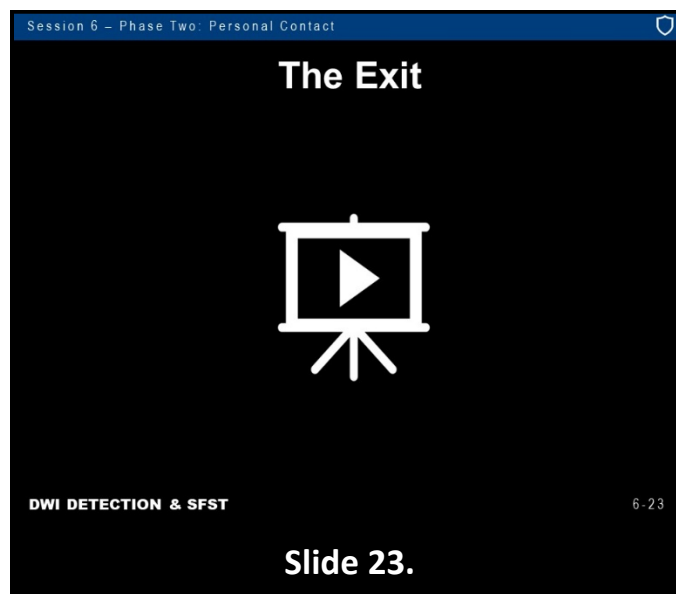 Session 6 – Phase Two: Personal Contact
The Exit
DWI DETECTION & SFST
6-23
Slide 23.